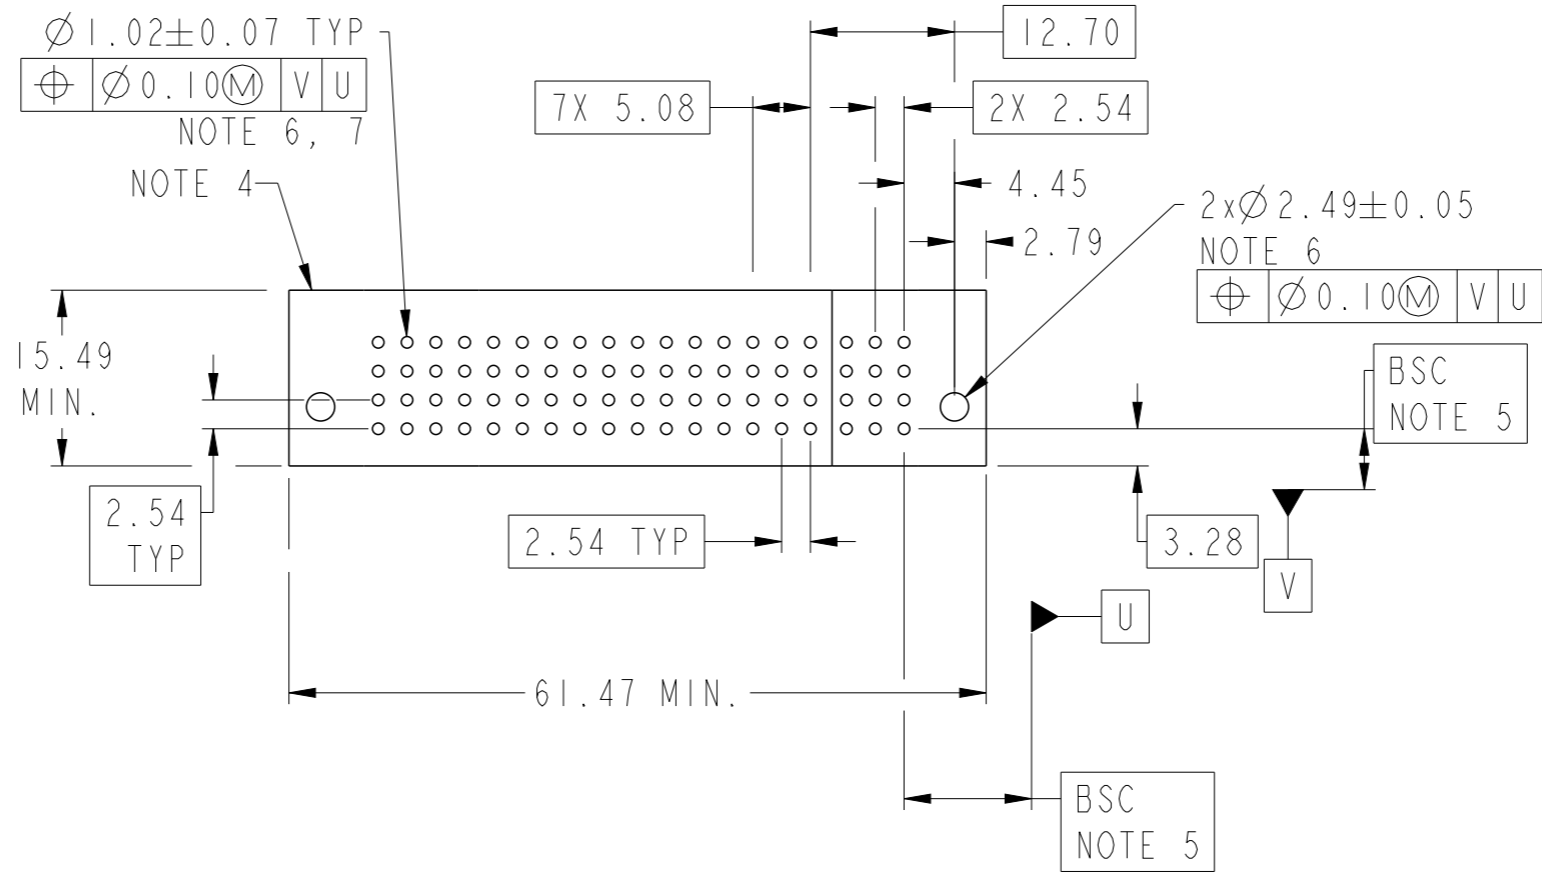 Ø1.02±0.07 TYP
⌖ Ø0.10Ⓜ V U
NOTE 6, 7
NOTE 4
12.70
7X 5.08
2X 2.54
4.45
2.79
2xØ2.49±0.05
NOTE 6
⌖ Ø0.10Ⓜ V U
15.49
MIN.
BSC
NOTE 5
2.54
TYP
2.54 TYP
3.28
V
U
61.47 MIN.
BSC
NOTE 5